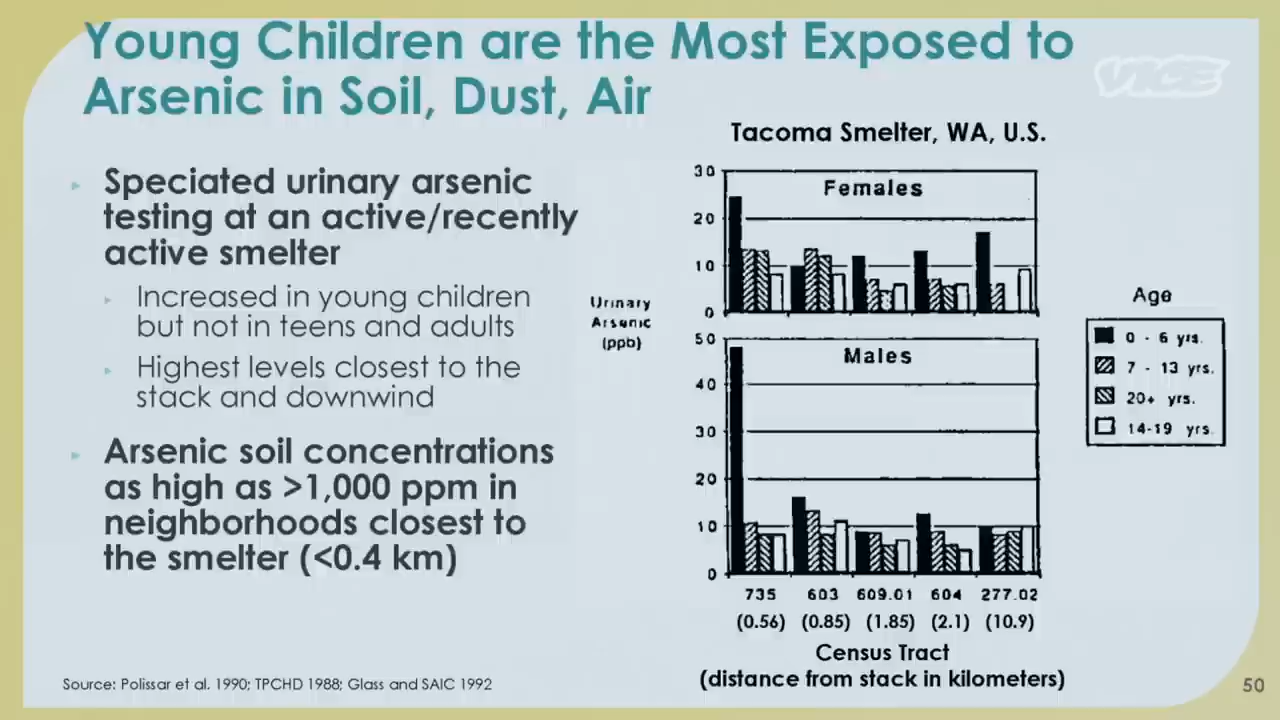 Young Children are the Most Exposed to
Arsenic in Soil, Dust, Air
VICE
Tacoma Smelter, WA, U.S.
Speciated urinary arsenic
testing at an active/recently
active smelter
Increased in young children
but not in teens and adults
Highest levels closest to the
stack and downwind
Arsenic soil concentrations
as high as >1,000 ppm in
neighborhoods closest to
the smelter (<0.4 km)
Urinary
Arsenic
(ppb)
30
Females
20
10
0
50
Males
40
30
20
10
0
735 603 609.01 604 277.02
(0.56) (0.85) (1.85) (2.1) (10.9)
Census Tract
(distance from stack in kilometers)
Age
0 - 6 yrs.
7 - 13 yrs.
20+ yrs.
14-19 yrs.
Source: Polissar et al. 1990; TPCHD 1988; Glass and SAIC 1992
50